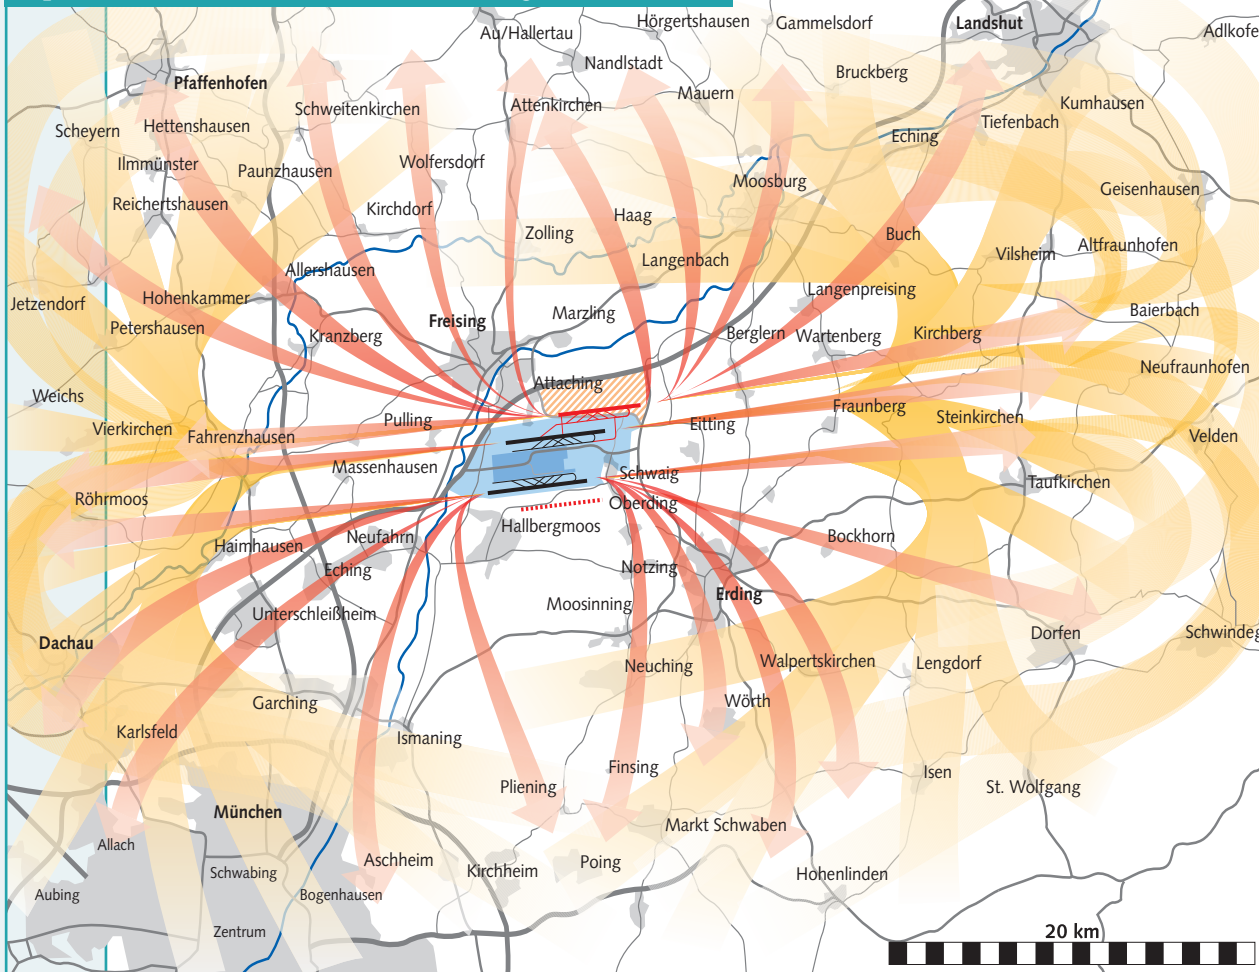 Hörgertshausen
Gammelsdorf
Landshut
Au/Hallertau
Adlkofe
Nandlstadt
Bruckberg
Pfaffenhofen
Mauern
Schweitenkirchen
Attenkirchen
Kumhausen
Scheyern
Hettenshausen
Tiefenbach
Eching
Ilmmünster
Paunzhausen
Wolfersdorf
Moosburg
Geisenhausen
Reichertshausen
Kirchdorf
Haag
Zolling
Buch
Vilsheim
Altfraunhofen
Allershausen
Langenbach
Jetzendorf
Hohenkammer
Langenpreising
Petershausen
Freising
Marzling
Baierbach
Kranzberg
Berglern
Wartenberg
Kirchberg
Neufraunhofen
Attaching
Weichs
Fraunberg
Steinkirchen
Vierkirchen
Fahrenzhausen
Pulling
Eitting
Velden
Massenhausen
Schwaig
Taufkirchen
Röhrmoos
Oberding
Hallbergmoos
Haimhausen
Neufahrn
Bockhorn
Eching
Notzing
Unterschleißheim
Moosinning
Erding
Dachau
Dorfen
Schwindeg
Neuching
Walpertskirchen
Lengdorf
Garching
Wörth
Karlsfeld
Ismaning
Finsing
Isen
Pliening
St. Wolfgang
München
Markt Schwaben
Allach
Aschheim
Kirchheim
Poing
Schwabing
Hohenlinden
Aubing
Bogenhausen
Zentrum
20 km